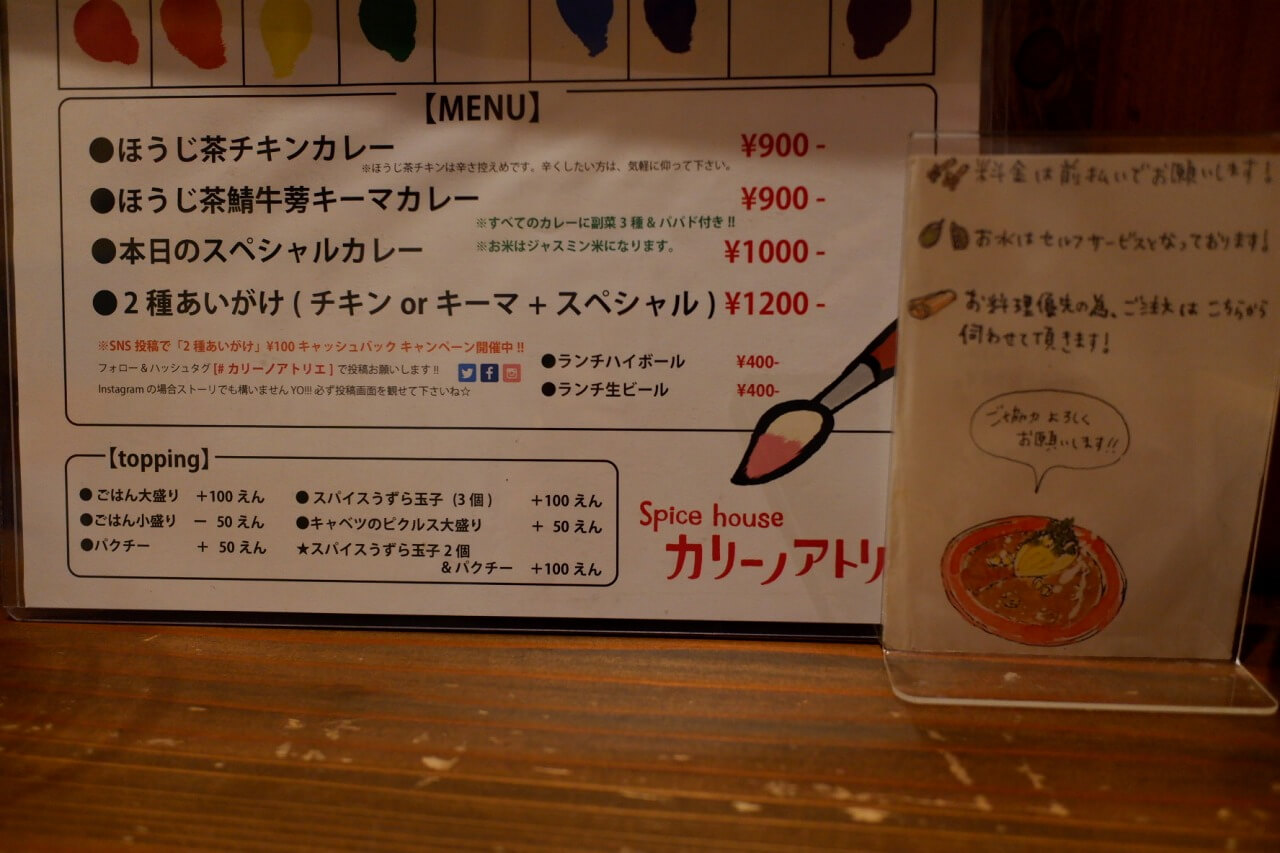 【MENU】
●ほうじ茶チキンカレー ¥900 -
※ほうじ茶チキンは辛さ控えめです。辛くしたい方は、気軽に仰って下さい。
●ほうじ茶鯖牛蒡キーマカレー ¥900 -
※すべてのカレーに副菜3種&パパド付き!!
●本日のスペシャルカレー ¥1000 -
※お米はジャスミン米になります。
●2種あいがけ ( チキン or キーマ + スペシャル ) ¥1200 -
※SNS 投稿で「2種あいがけ」¥100 キャッシュバック キャンペーン開催中!!
フォロー&ハッシュタグ [# カリーノアトリエ ] で投稿お願いします!!
Instagram の場合ストーリでも構いませんYO!!! 必ず投稿画面を観せて下さいね☆
●ランチハイボール ¥400-
●ランチ生ビール ¥400-
【topping】
●ごはん大盛り +100 えん
●ごはん小盛り − 50 えん
●パクチー + 50 えん
●スパイスうずら玉子 (3個) +100 えん
●キャベツのピクルス大盛り + 50 えん
★スパイスうずら玉子2個
&パクチー +100 えん
Spice house
カリーノアトリ
料金は前払いでお願いします!
お水はセルフサービスとなっております!
お料理優先の為、ご注文は こちらから
伺わせて頂きます!
ご協力 よろしく
お願いします!!